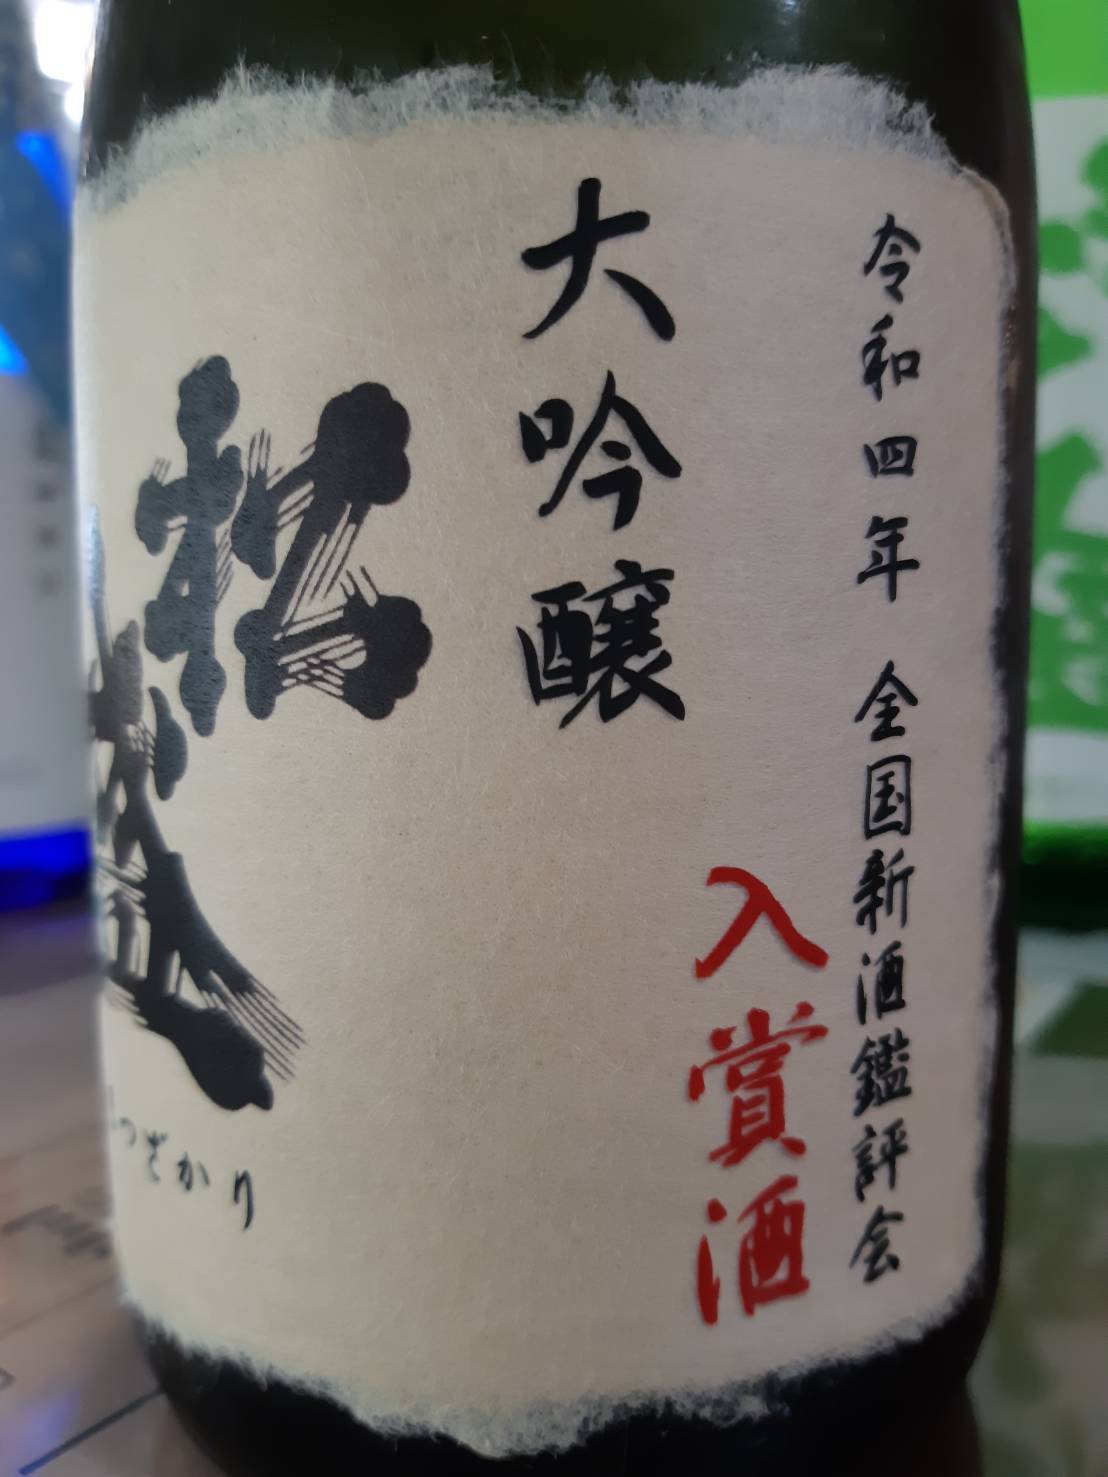 令和四年 全国新酒鑑評会
入賞酒
大吟醸
松盛
つざかり